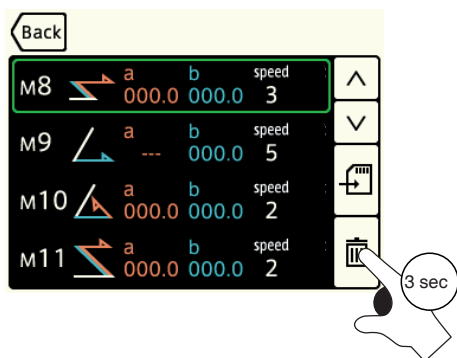 Back
M8 a b speed
000.0 000.0 3
M9 a b speed
--- 000.0 5
M10 a b speed
000.0 000.0 2
M11 a b speed
000.0 000.0 2
3 sec